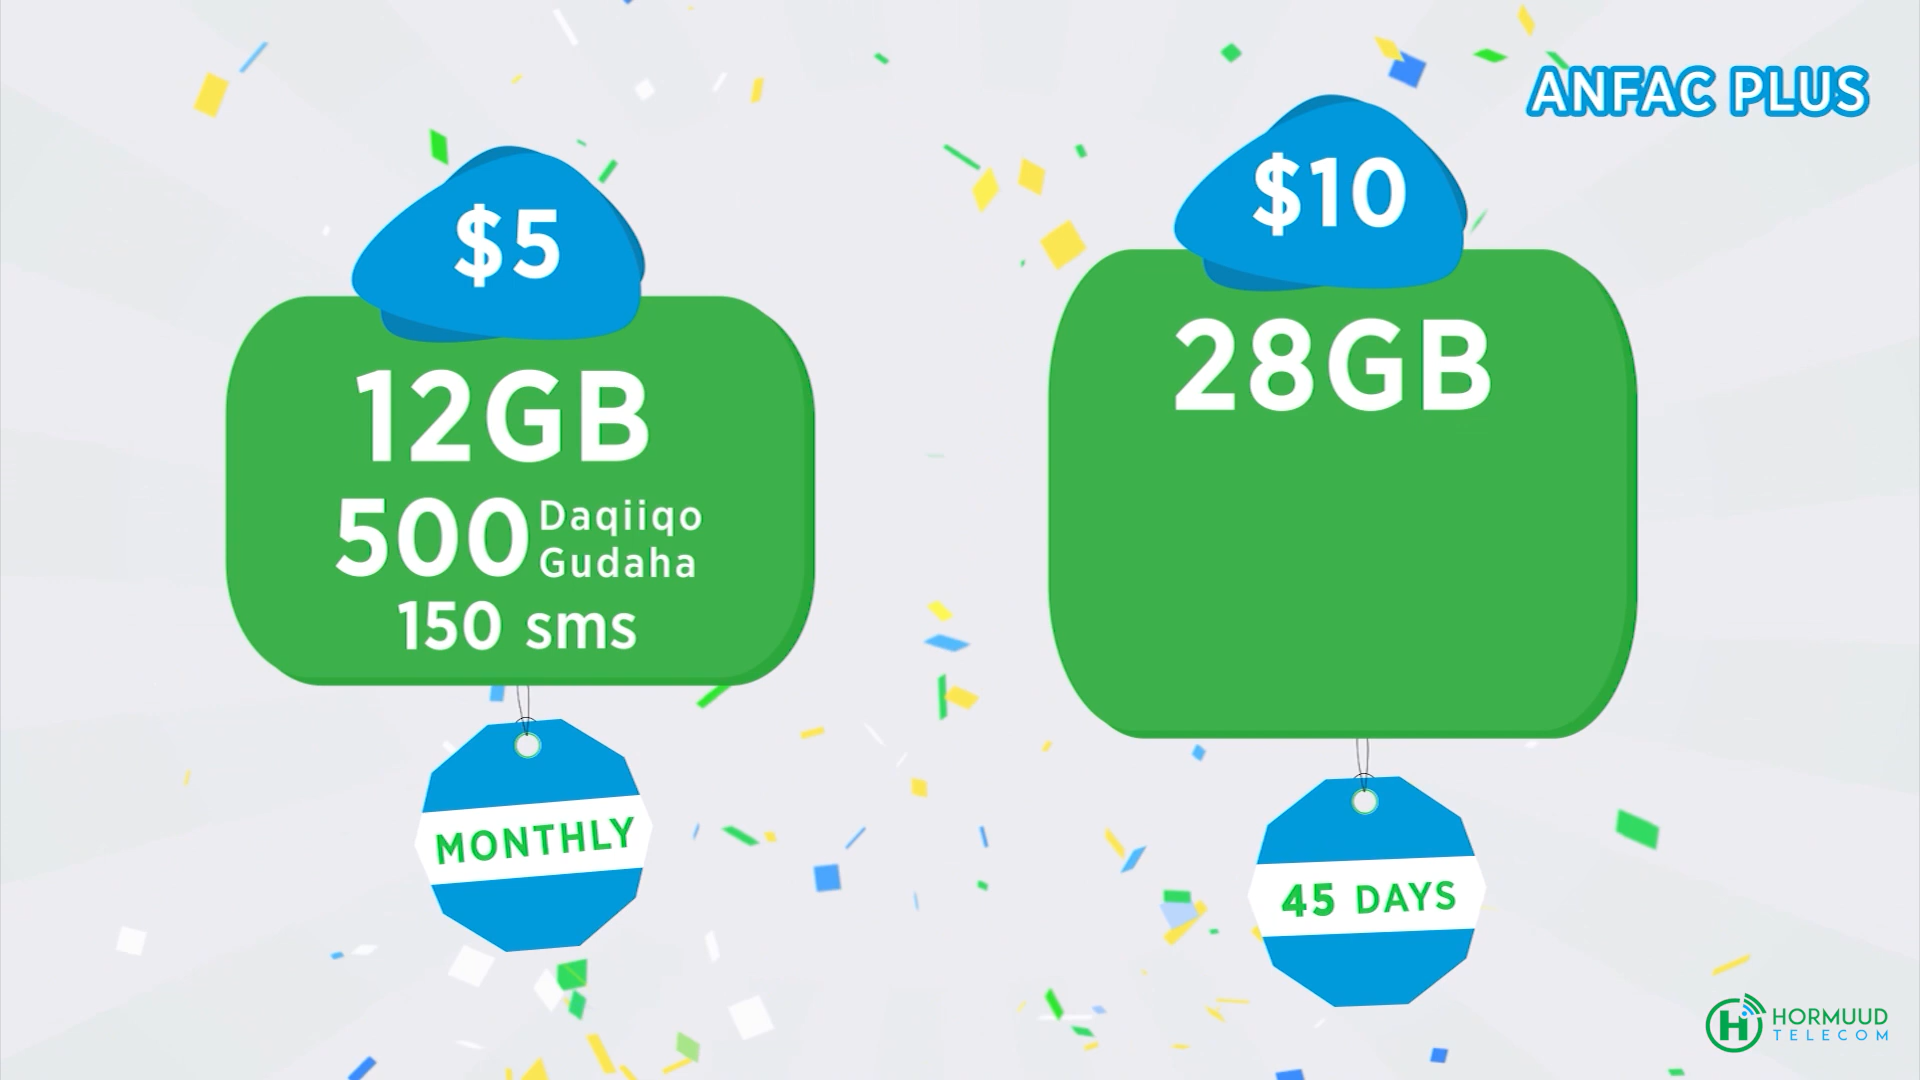 ANFAC PLUS
$5
12GB
500 Daqiiqo
Gudaha
150 sms
MONTHLY
$10
28GB
45 DAYS
HORMUUD
TELECOM